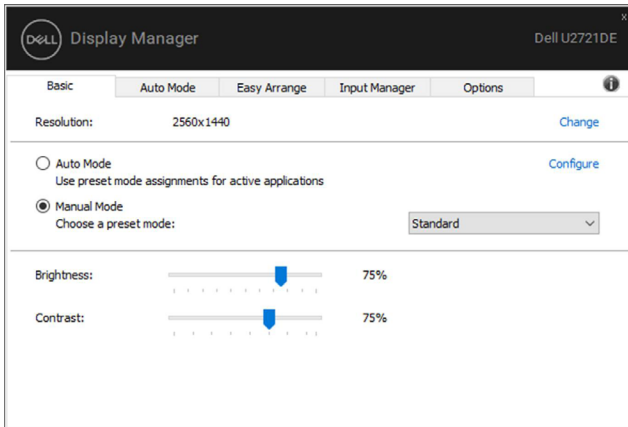 x
DELL Display Manager Dell U2721DE
Basic Auto Mode Easy Arrange Input Manager Options i
Resolution: 2560x1440 Change
Auto Mode Configure
Use preset mode assignments for active applications
Manual Mode
Choose a preset mode: Standard
Brightness: 75%
Contrast: 75%